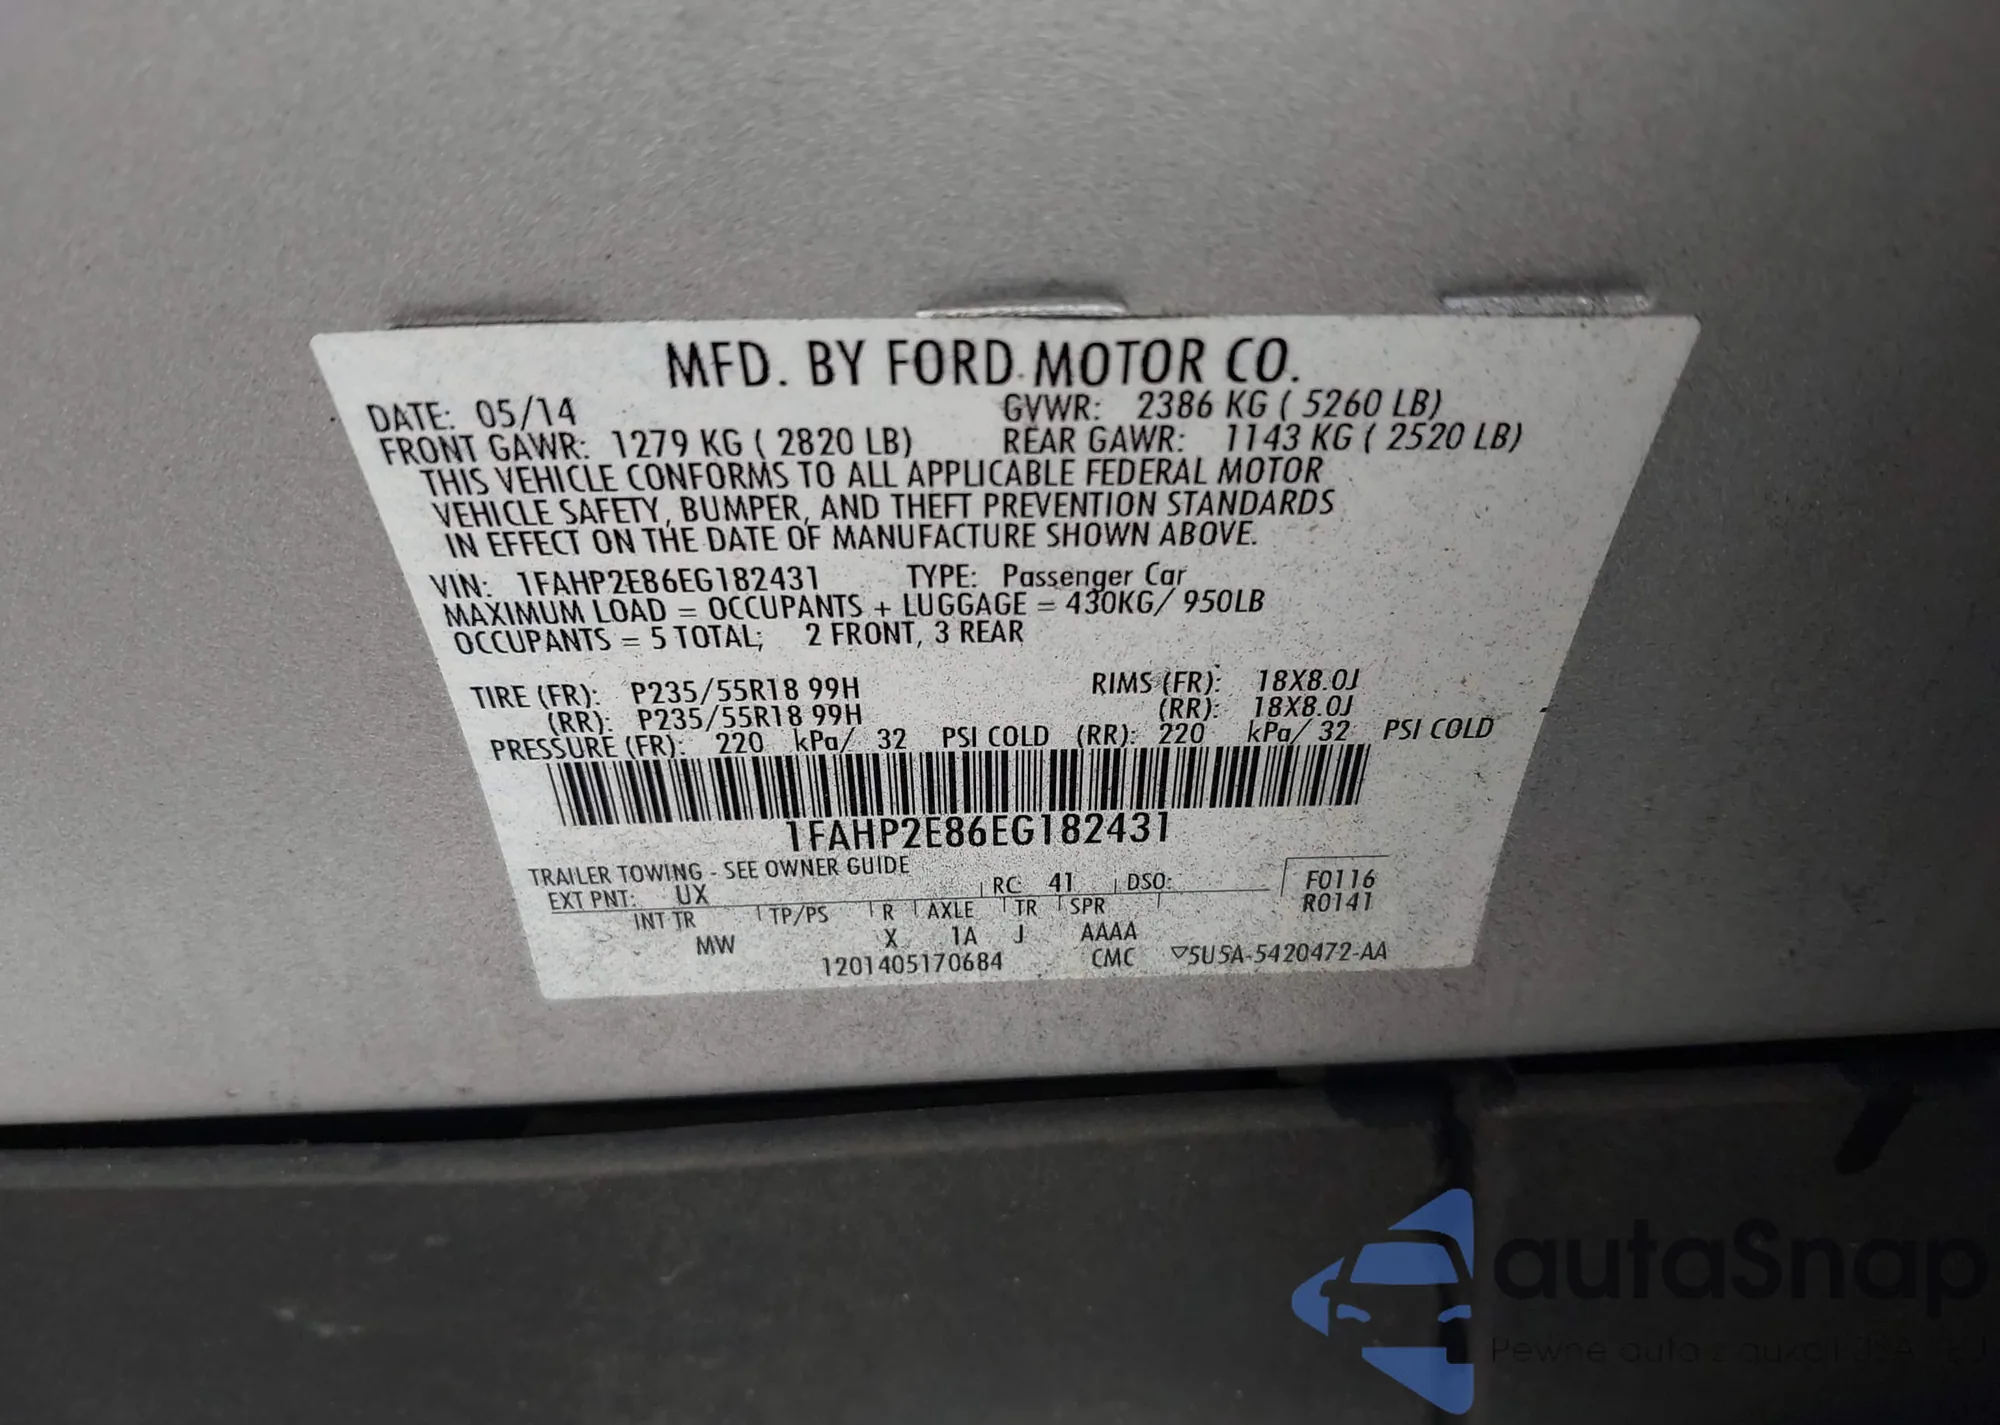 MFD. BY FORD MOTOR CO.
DATE: 05/14 GVWR: 2386 KG ( 5260 LB)
FRONT GAWR: 1279 KG ( 2820 LB) REAR GAWR: 1143 KG ( 2520 LB)
THIS VEHICLE CONFORMS TO ALL APPLICABLE FEDERAL MOTOR
VEHICLE SAFETY, BUMPER, AND THEFT PREVENTION STANDARDS
IN EFFECT ON THE DATE OF MANUFACTURE SHOWN ABOVE.
VIN: 1FAHP2E86EG182431 TYPE: Passenger Car
MAXIMUM LOAD = OCCUPANTS + LUGGAGE = 430KG/ 950LB
OCCUPANTS = 5 TOTAL; 2 FRONT, 3 REAR
TIRE (FR): P235/55R18 99H RIMS (FR): 18X8.0J
(RR): P235/55R18 99H (RR): 18X8.0J
PRESSURE (FR): 220 kPa/ 32 PSI COLD (RR): 220 kPa/ 32 PSI COLD
1FAHP2E86EG182431
TRAILER TOWING - SEE OWNER GUIDE
EXT PNT: UX RC: 41 DSO: F0116
R0141
INT TR TP/PS R AXLE TR SPR
MW X 1A J AAAA
1201405170684 CMC ▽5U5A-5420472-AA
autaSnap
Pewne auto z aukcji